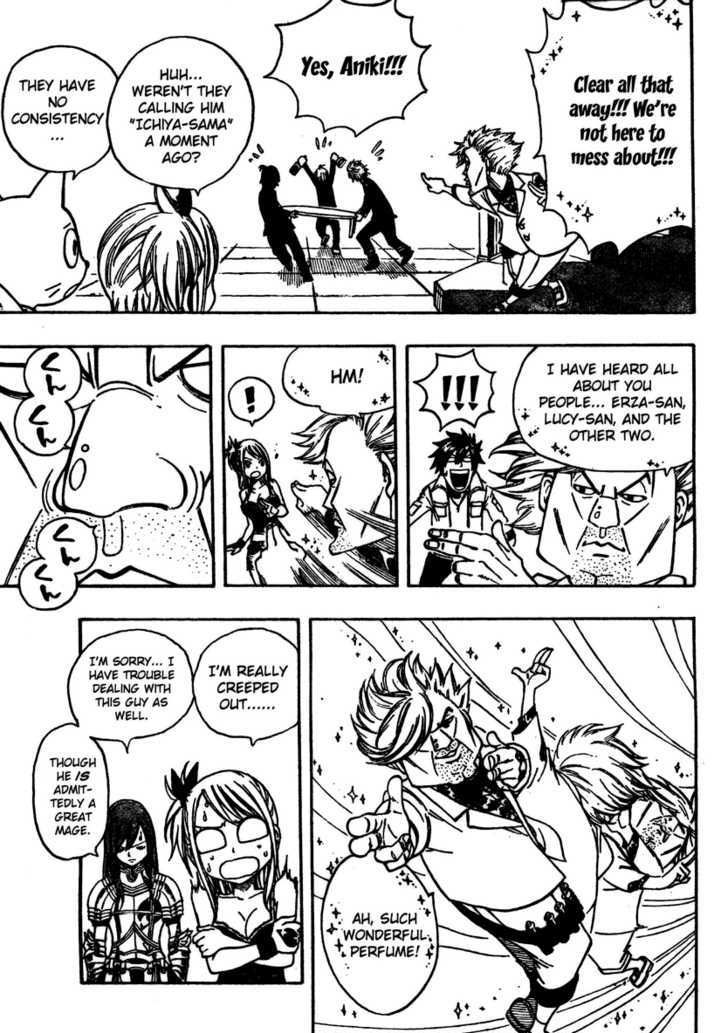 Clear all that
away!!! We're
not here to
mess about!!!
Yes, Aniki!!!
HUH...
WEREN'T THEY
CALLING HIM
"ICHIYA-SAMA"
A MOMENT
AGO?
THEY HAVE
NO
CONSISTENCY
...
I HAVE HEARD ALL
ABOUT YOU
PEOPLE... ERZA-SAN,
LUCY-SAN, AND THE
OTHER TWO.
!!!
HM!
!
くん
くん
くん
くん
AH, SUCH
WONDERFUL
PERFUME!
I'M REALLY
CREEPED
OUT......
I'M SORRY... I
HAVE TROUBLE
DEALING WITH
THIS GUY AS
WELL.
THOUGH
HE IS
ADMIT-
TEDLY A
GREAT
MAGE.